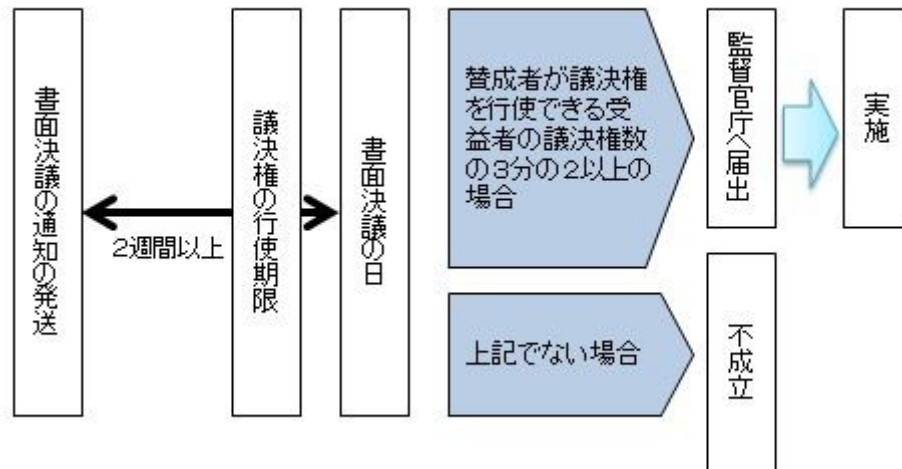 書面決議の通知の発送
2週間以上
議決権の行使期限
書面決議の日
賛成者が議決権
を行使できる受
益者の議決権数
の3分の2以上の
場合
監督官庁へ届出
実施
上記でない場合
不成立